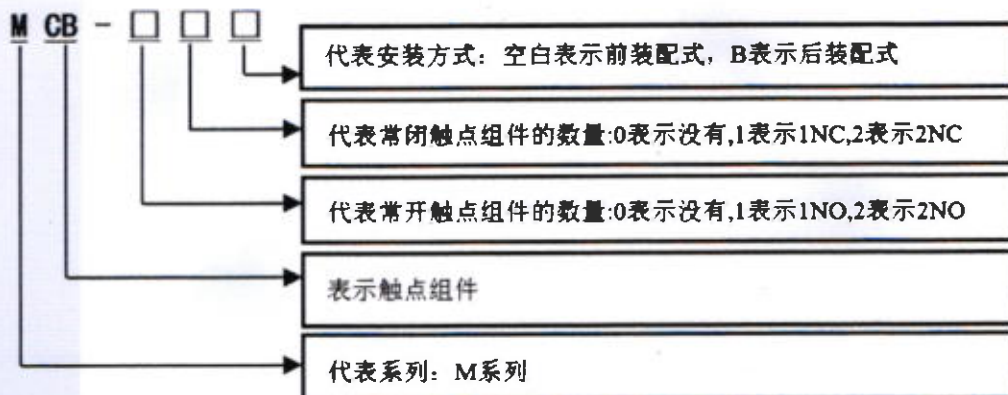 M CB - □ □ □
代表安装方式：空白表示前装配式，B表示后装配式
代表常闭触点组件的数量:0表示没有,1表示1NC,2表示2NC
代表常开触点组件的数量:0表示没有,1表示1NO,2表示2NO
表示触点组件
代表系列：M系列